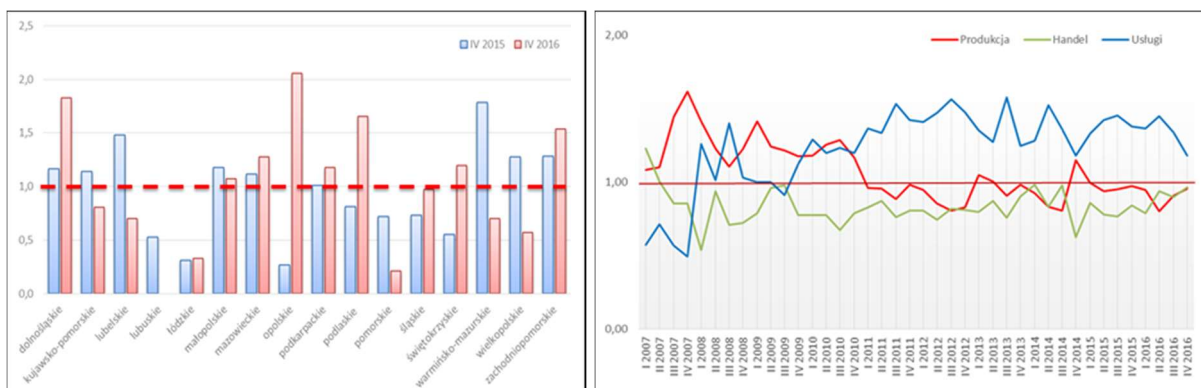 2,5
2,0
1,5
1,0
0,5
0,0
IV 2015 IV 2016
dolnośląskie
kujawsko-pomorskie
lubelskie
lubuskie
łódzkie
małopolskie
mazowieckie
opolskie
podkarpackie
podlaskie
pomorskie
śląskie
świętokrzyskie
warmińsko-mazurskie
wielkopolskie
zachodniopomorskie
2,00
1,00
0,00
Produkcja Handel Usługi
I 2007
II 2007
III 2007
IV 2007
I 2008
II 2008
III 2008
IV 2008
I 2009
II 2009
III 2009
IV 2009
I 2010
II 2010
III 2010
IV 2010
I 2011
II 2011
III 2011
IV 2011
I 2012
II 2012
III 2012
IV 2012
I 2013
II 2013
III 2013
IV 2013
I 2014
II 2014
III 2014
IV 2014
I 2015
II 2015
III 2015
IV 2015
I 2016
II 2016
III 2016
IV 2016